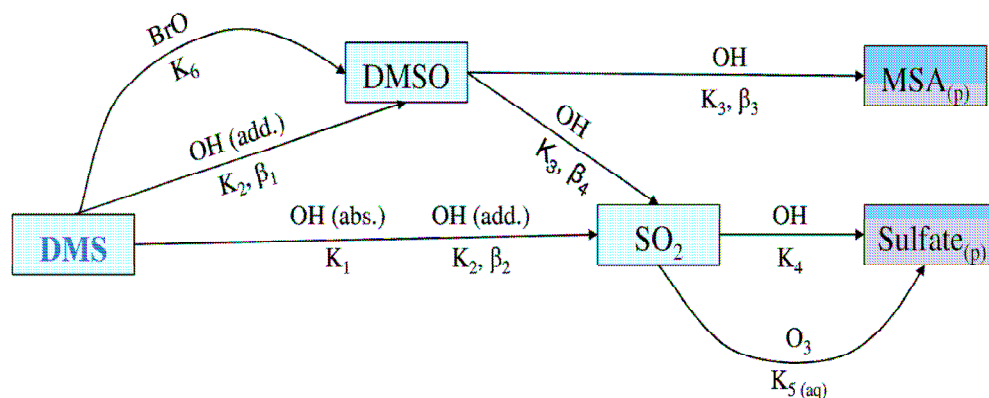 BrO
K₆
DMSO
OH
K₃, β₃
MSA₍ₚ₎
OH (add.)
K₂, β₁
OH
K₃, β₄
DMS
OH (abs.) OH (add.)
K₁ K₂, β₂
SO₂
OH
K₄
Sulfate₍ₚ₎
O₃
K₅ (aq)